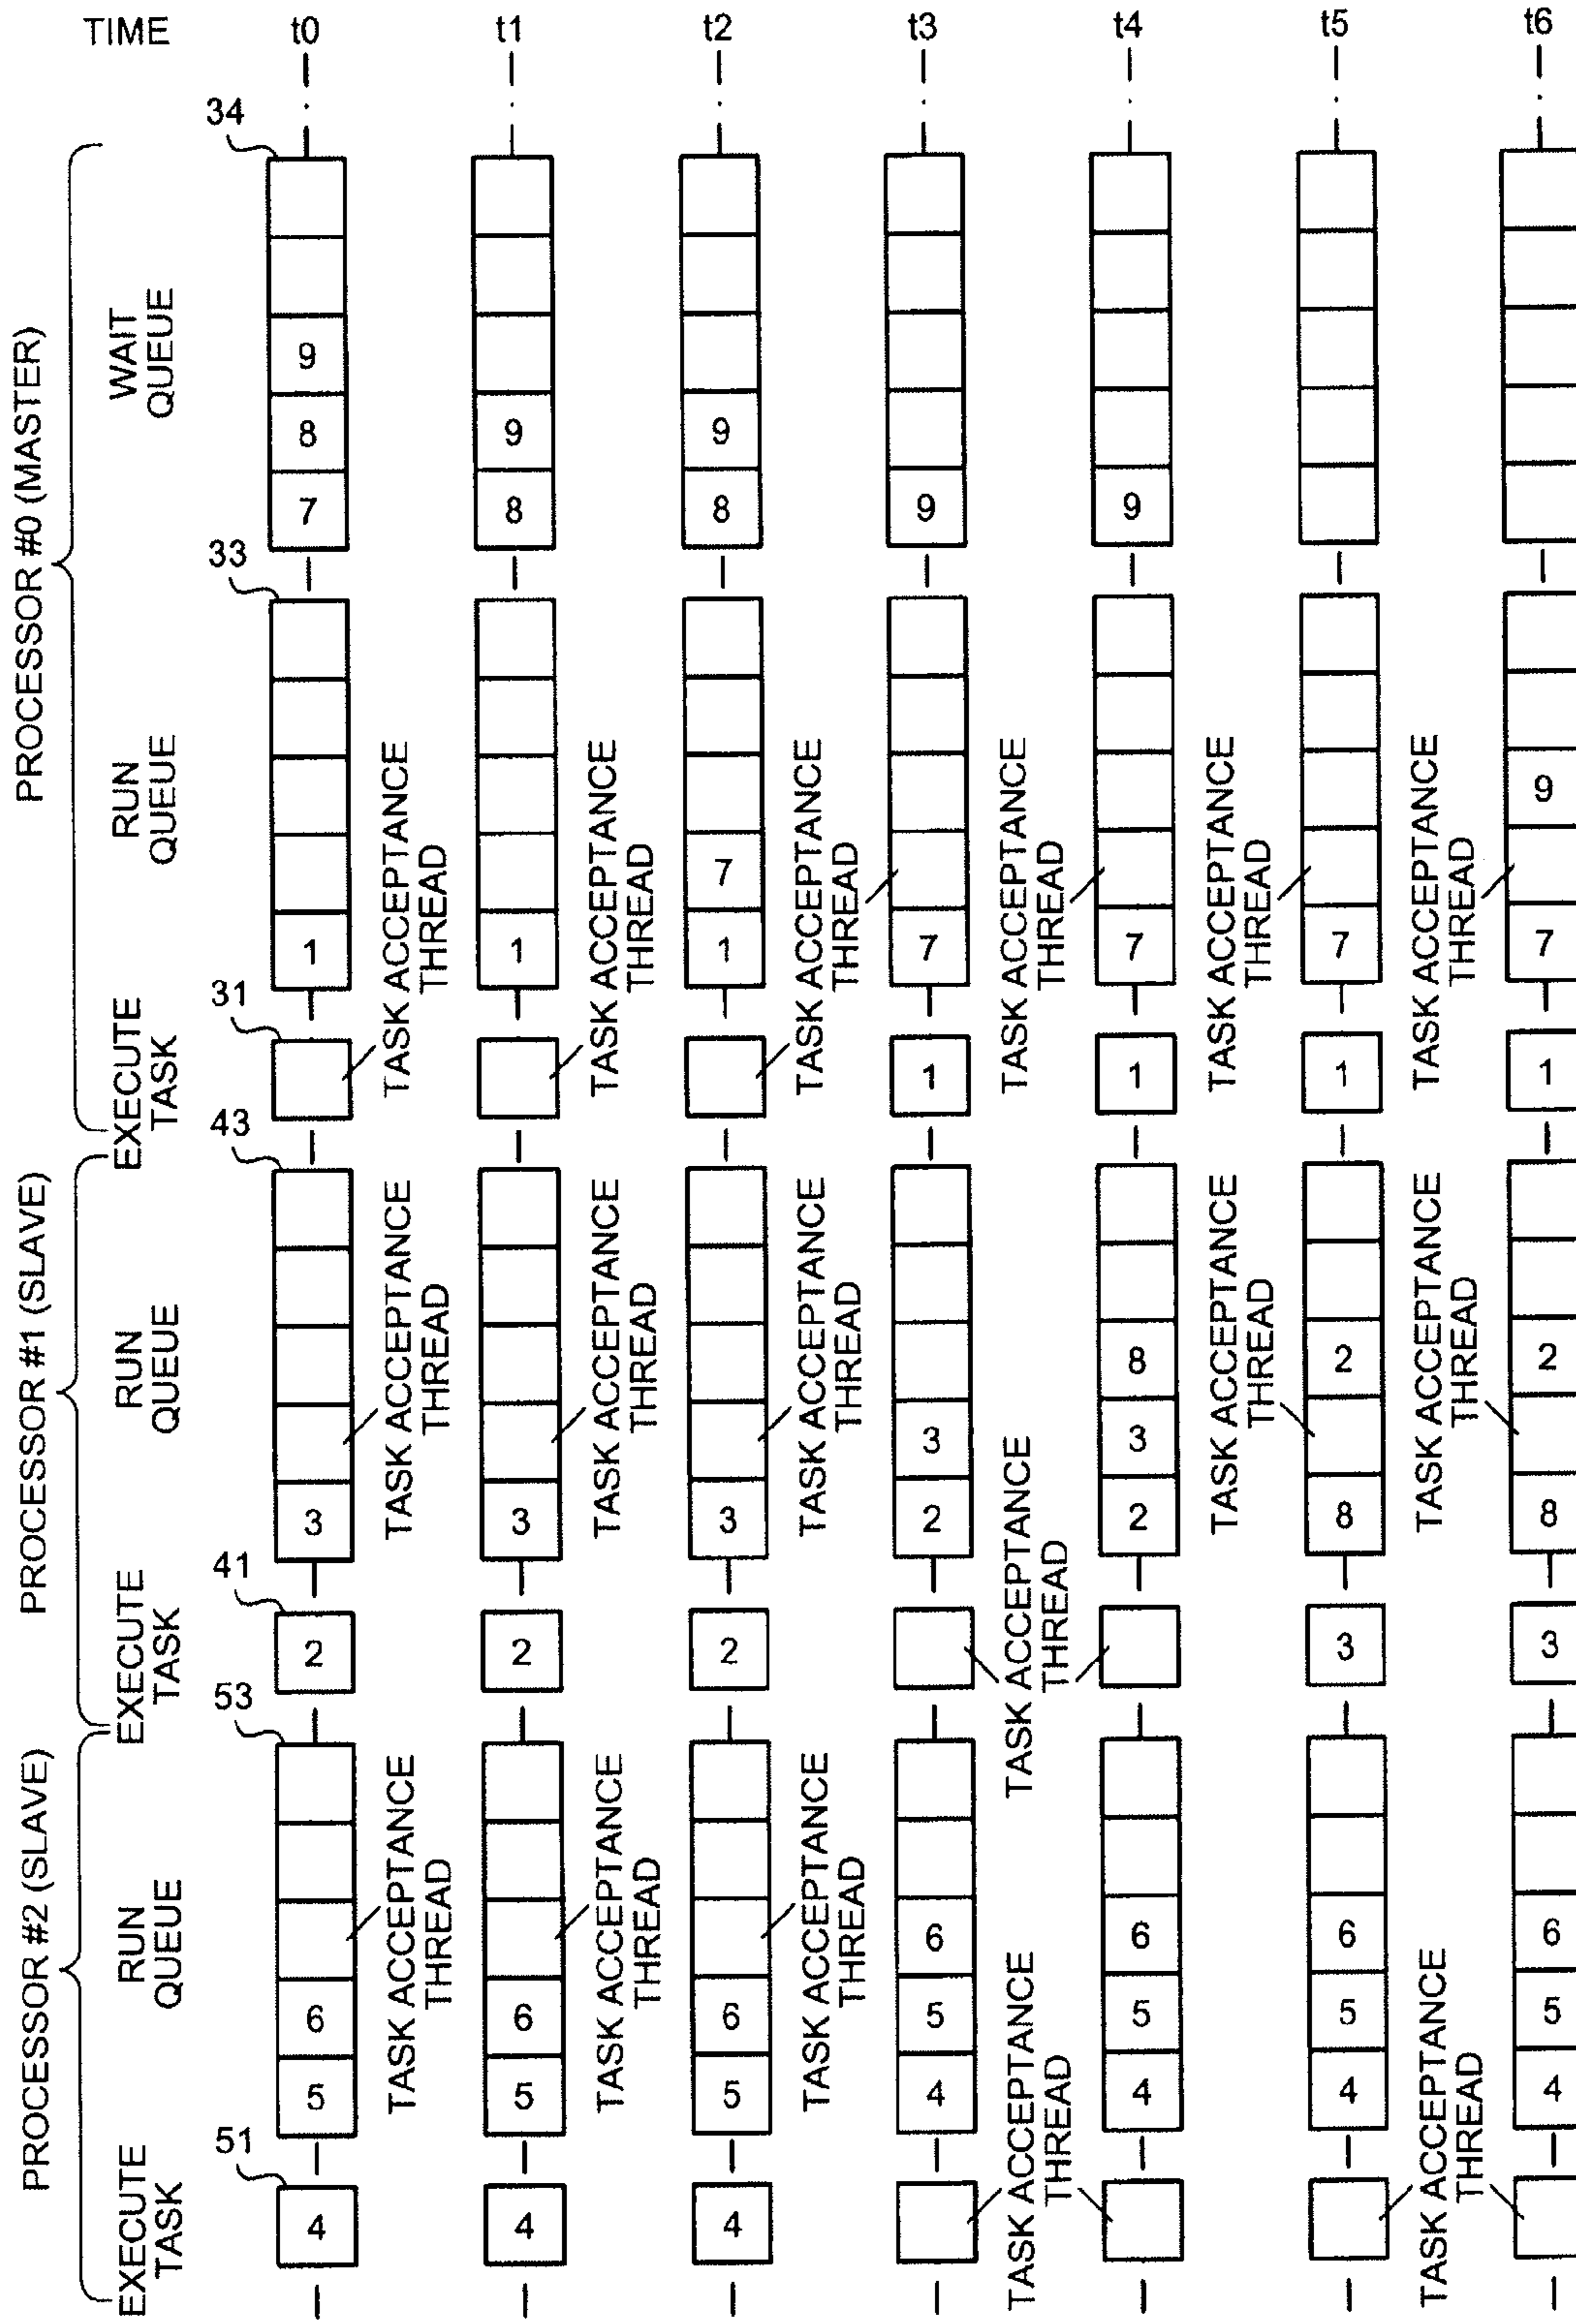 TIME t0 t1 t2 t3 t4 t5 t6
PROCESSOR #0 (MASTER)
WAIT
QUEUE
34
9
8 9 9
7 8 8 9 9
RUN
QUEUE
33
9
7
1 1 1 7 7 7 7
TASK ACCEPTANCE
THREAD
TASK ACCEPTANCE
THREAD
TASK ACCEPTANCE
THREAD
TASK ACCEPTANCE
THREAD
TASK ACCEPTANCE
THREAD
TASK ACCEPTANCE
THREAD
EXECUTE
TASK
31
1 1 1 1
PROCESSOR #1 (SLAVE)
RUN
QUEUE
43
8 2 2
3 3
3 3 3 2 2 8 8
TASK ACCEPTANCE
THREAD
TASK ACCEPTANCE
THREAD
TASK ACCEPTANCE
THREAD
TASK ACCEPTANCE
THREAD
TASK ACCEPTANCE
THREAD
TASK ACCEPTANCE
THREAD
EXECUTE
TASK
41
2 2 2 3 3
PROCESSOR #2 (SLAVE)
RUN
QUEUE
53
6 6 6 6
6 6 6 5 5 5 5
5 5 5 4 4 4 4
TASK ACCEPTANCE
THREAD
TASK ACCEPTANCE
THREAD
TASK ACCEPTANCE
THREAD
TASK ACCEPTANCE
THREAD
TASK ACCEPTANCE
THREAD
EXECUTE
TASK
51
4 4 4